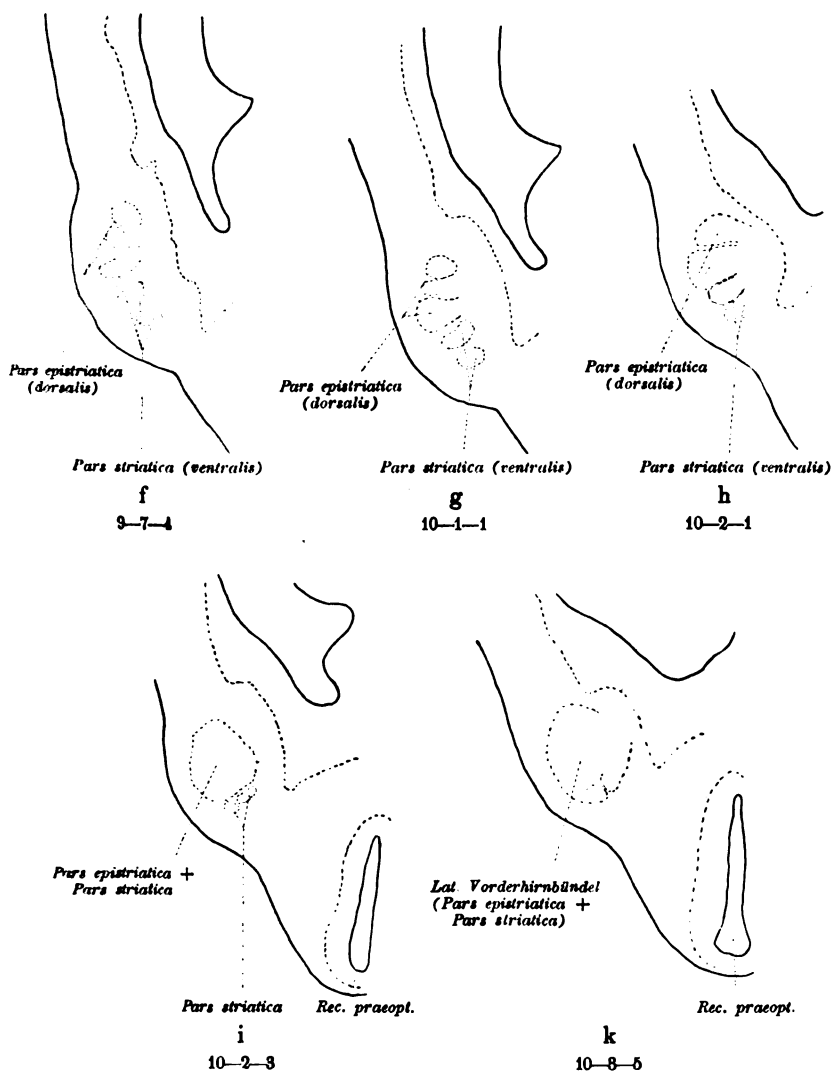 Pars epistriatica
(dorsalis)
Pars striatica (ventralis)
f
9—7—4
Pars epistriatica
(dorsalis)
Pars striatica (ventralis)
g
10—1—1
Pars epistriatica
(dorsalis)
Pars striatica (ventralis)
h
10—2—1
Pars epistriatica +
Pars striatica
Pars striatica
Rec. praeopt.
i
10—2—3
Lat. Vorderhirnbündel
(Pars epistriatica +
Pars striatica)
Rec. praeopt.
k
10—3—5